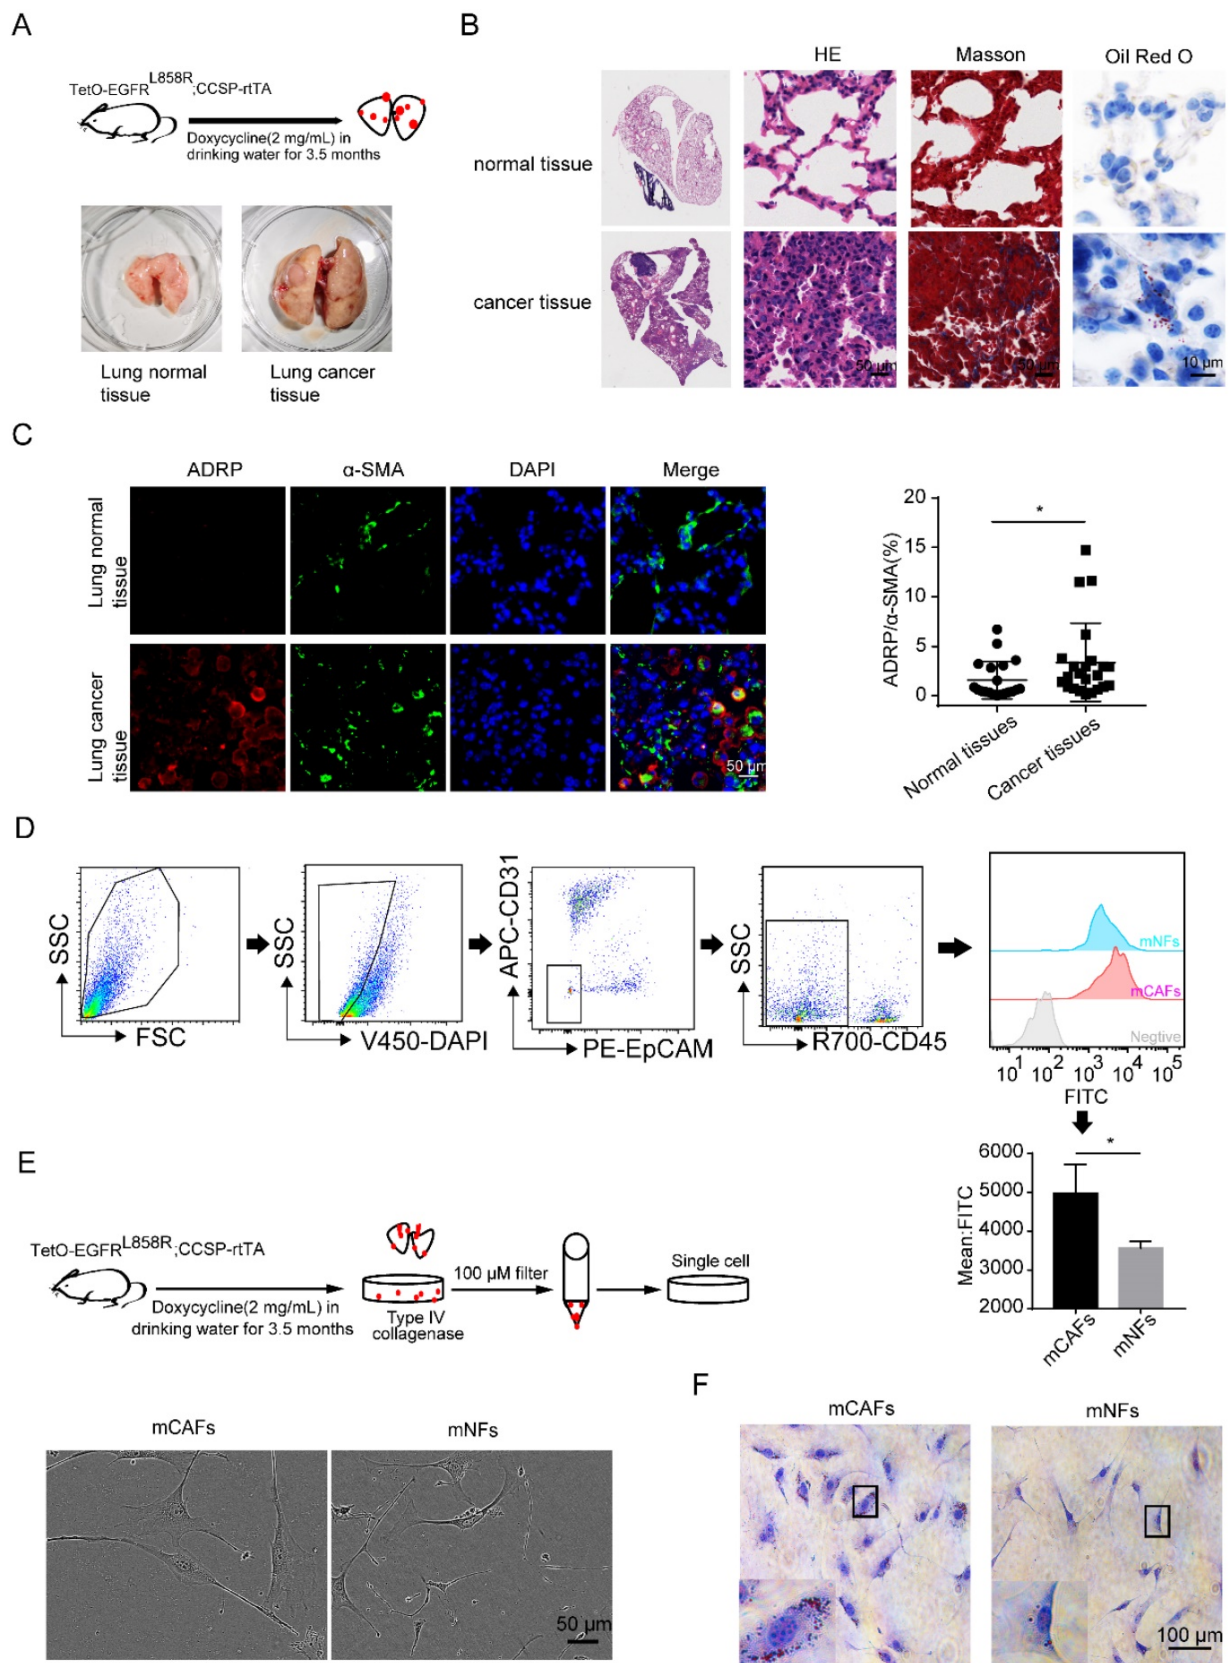 A
TetO-EGFR^L858R;CCSP-rtTA
Doxycycline(2 mg/mL) in
drinking water for 3.5 months
Lung normal
tissue
Lung cancer
tissue
B
HE
Masson
Oil Red O
normal tissue
cancer tissue
50 μm
50 μm
10 μm
C
ADRP
α-SMA
DAPI
Merge
Lung normal
tissue
Lung cancer
tissue
50 μm
ADRP/α-SMA(%)
20
15
10
5
0
*
Normal tissues
Cancer tissues
D
SSC
FSC
SSC
V450-DAPI
APC-CD31
PE-EpCAM
SSC
R700-CD45
mNFs
mCAFs
Negtive
10^1 10^2 10^3 10^4 10^5
FITC
Mean:FITC
6000
5000
4000
3000
2000
*
mCAFs
mNFs
E
TetO-EGFR^L858R;CCSP-rtTA
Doxycycline(2 mg/mL) in
drinking water for 3.5 months
Type IV
collagenase
100 μM filter
Single cell
mCAFs
mNFs
50 μm
F
mCAFs
mNFs
100 μm